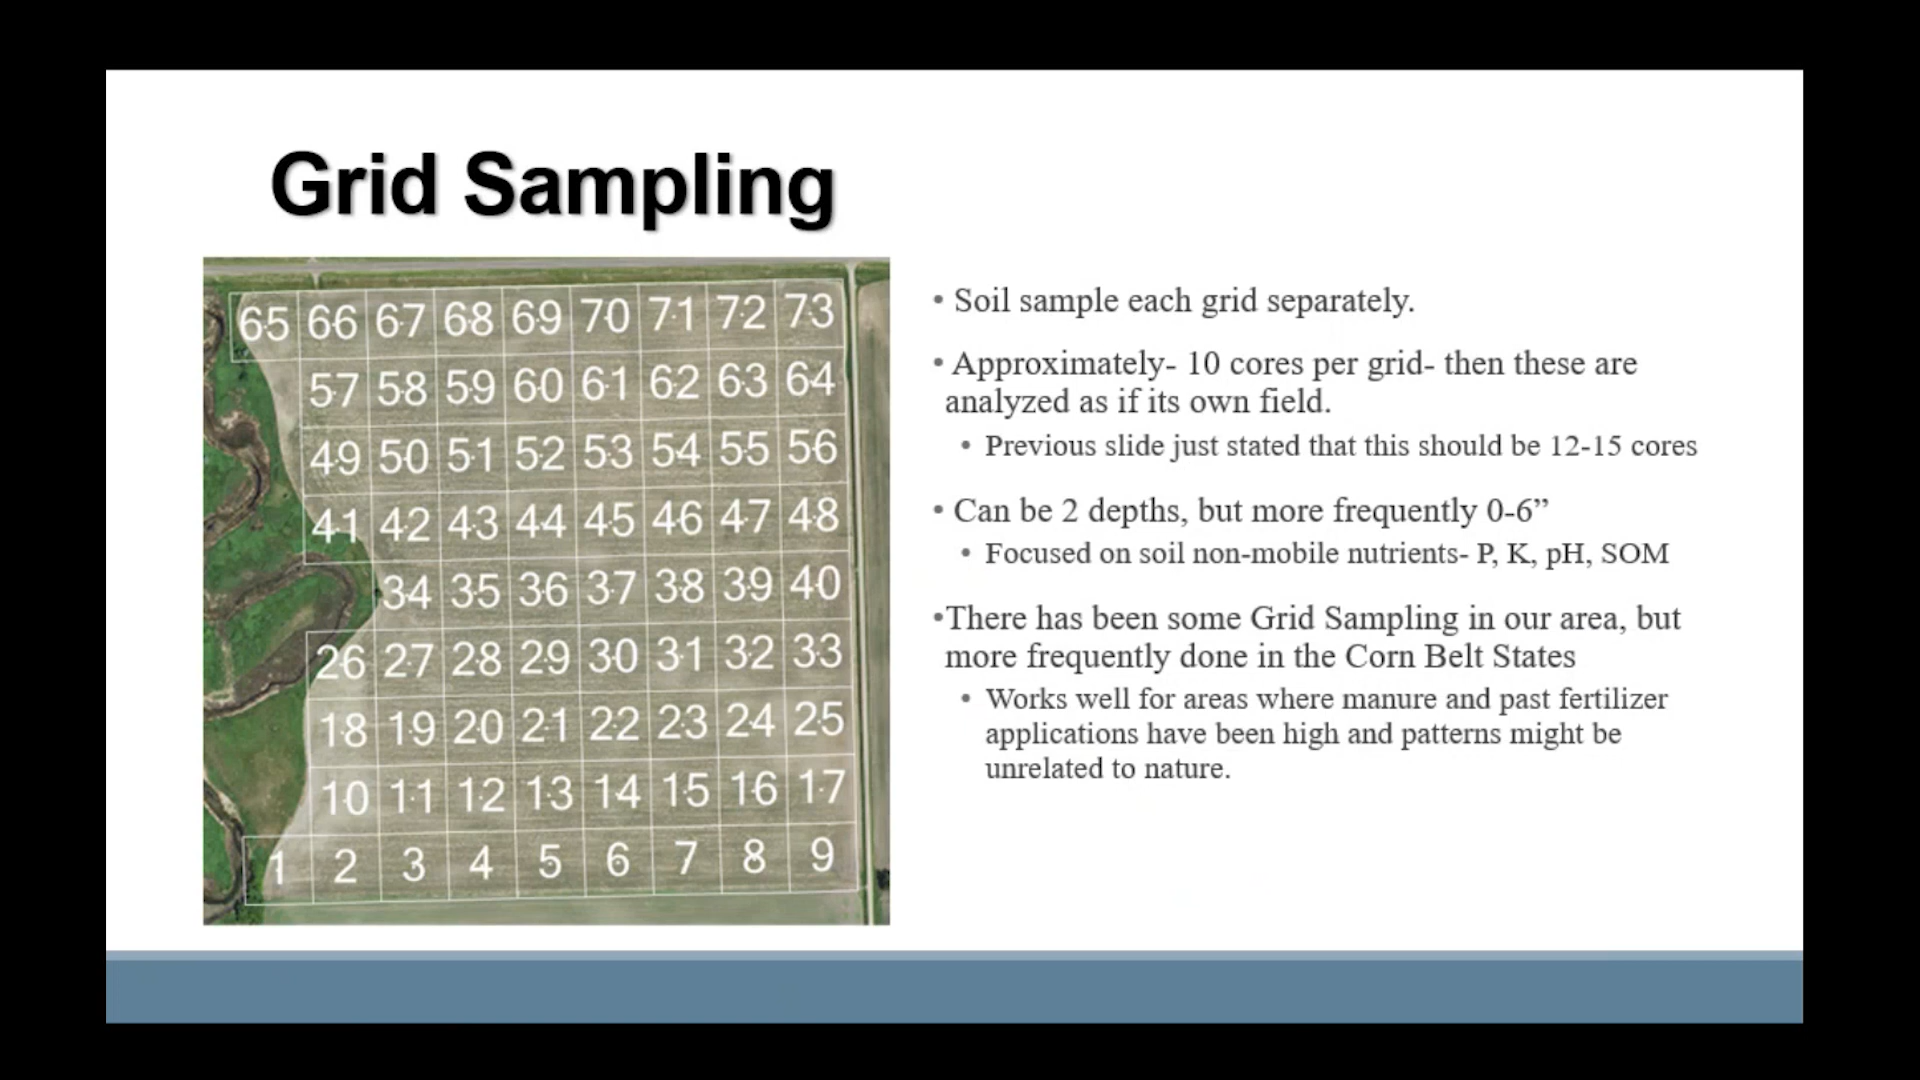 Grid Sampling
65 66 67 68 69 70 71 72 73
57 58 59 60 61 62 63 64
49 50 51 52 53 54 55 56
41 42 43 44 45 46 47 48
34 35 36 37 38 39 40
26 27 28 29 30 31 32 33
18 19 20 21 22 23 24 25
10 11 12 13 14 15 16 17
1 2 3 4 5 6 7 8 9
• Soil sample each grid separately.
• Approximately- 10 cores per grid- then these are
analyzed as if its own field.
• Previous slide just stated that this should be 12-15 cores
• Can be 2 depths, but more frequently 0-6”
• Focused on soil non-mobile nutrients- P, K, pH, SOM
•There has been some Grid Sampling in our area, but
more frequently done in the Corn Belt States
• Works well for areas where manure and past fertilizer
applications have been high and patterns might be
unrelated to nature.